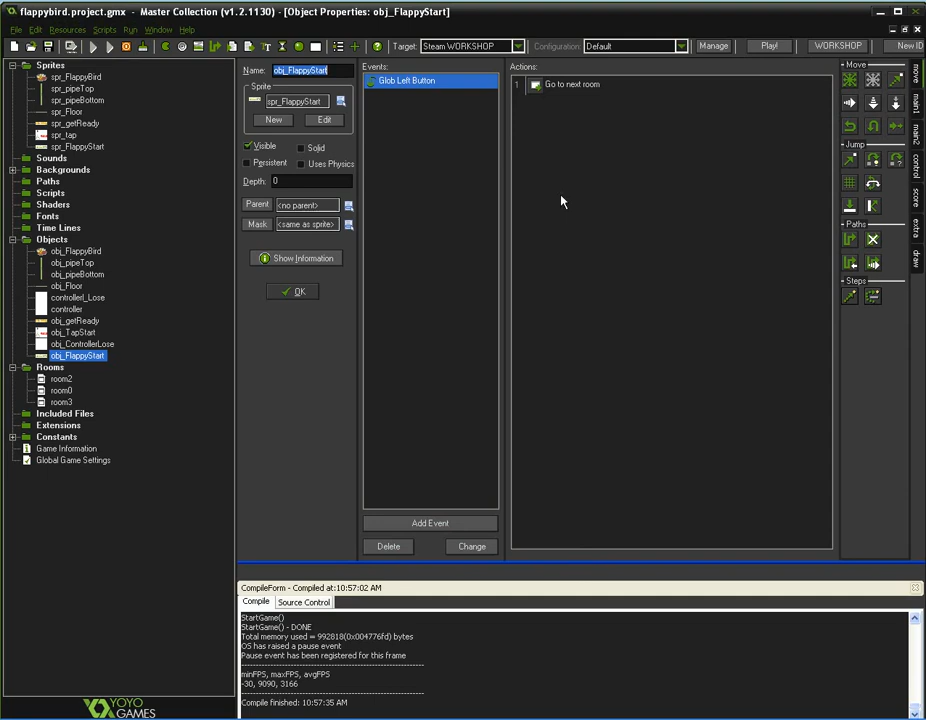 flappybird.project.gmx - Master Collection (v1.2.1130) - [Object Properties: obj_FlappyStart]
File Edit Resources Scripts Run Window Help
Target: Steam WORKSHOP Configuration: Default Manage Play! WORKSHOP New ID
Sprites
spr_FlappyBird
spr_pipeTop
spr_pipeBottom
spr_Floor
spr_getReady
spr_tap
spr_FlappyStart
Sounds
Backgrounds
Paths
Scripts
Shaders
Fonts
Time Lines
Objects
obj_FlappyBird
obj_pipeTop
obj_pipeBottom
obj_Floor
controllerl_Lose
controller
obj_getReady
obj_TapStart
obj_ControllerLose
obj_FlappyStart
Rooms
room2
room0
room3
Included Files
Extensions
Constants
Game Information
Global Game Settings
YOYO
GAMES
Name: obj_FlappyStart
Sprite
spr_FlappyStart
New Edit
Visible Solid
Persistent Uses Physics
Depth: 0
Parent <no parent>
Mask <same as sprite>
Show Information
OK
Events:
Glob Left Button
Add Event
Delete Change
Actions:
1 Go to next room
Move
Jump
Paths
Steps
move
main1
main2
control
score
extra
draw
CompileForm - Compiled at:10:57:02 AM
Compile Source Control
StartGame()
StartGame() - DONE
Total memory used = 992818(0x004776fd) bytes
OS has raised a pause event
Pause event has been registered for this frame
minFPS, maxFPS, avgFPS
-30, 9090, 3166
Compile finished: 10:57:35 AM